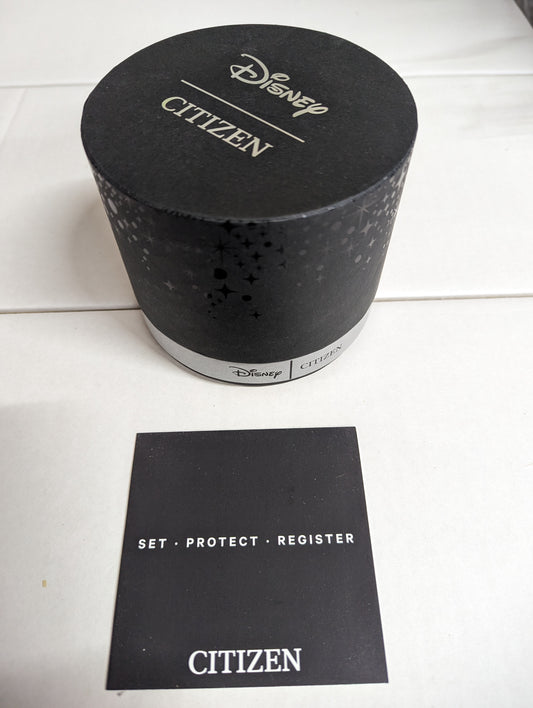 Disney
CITIZEN
Disney | CITIZEN
SET · PROTECT · REGISTER
CITIZEN